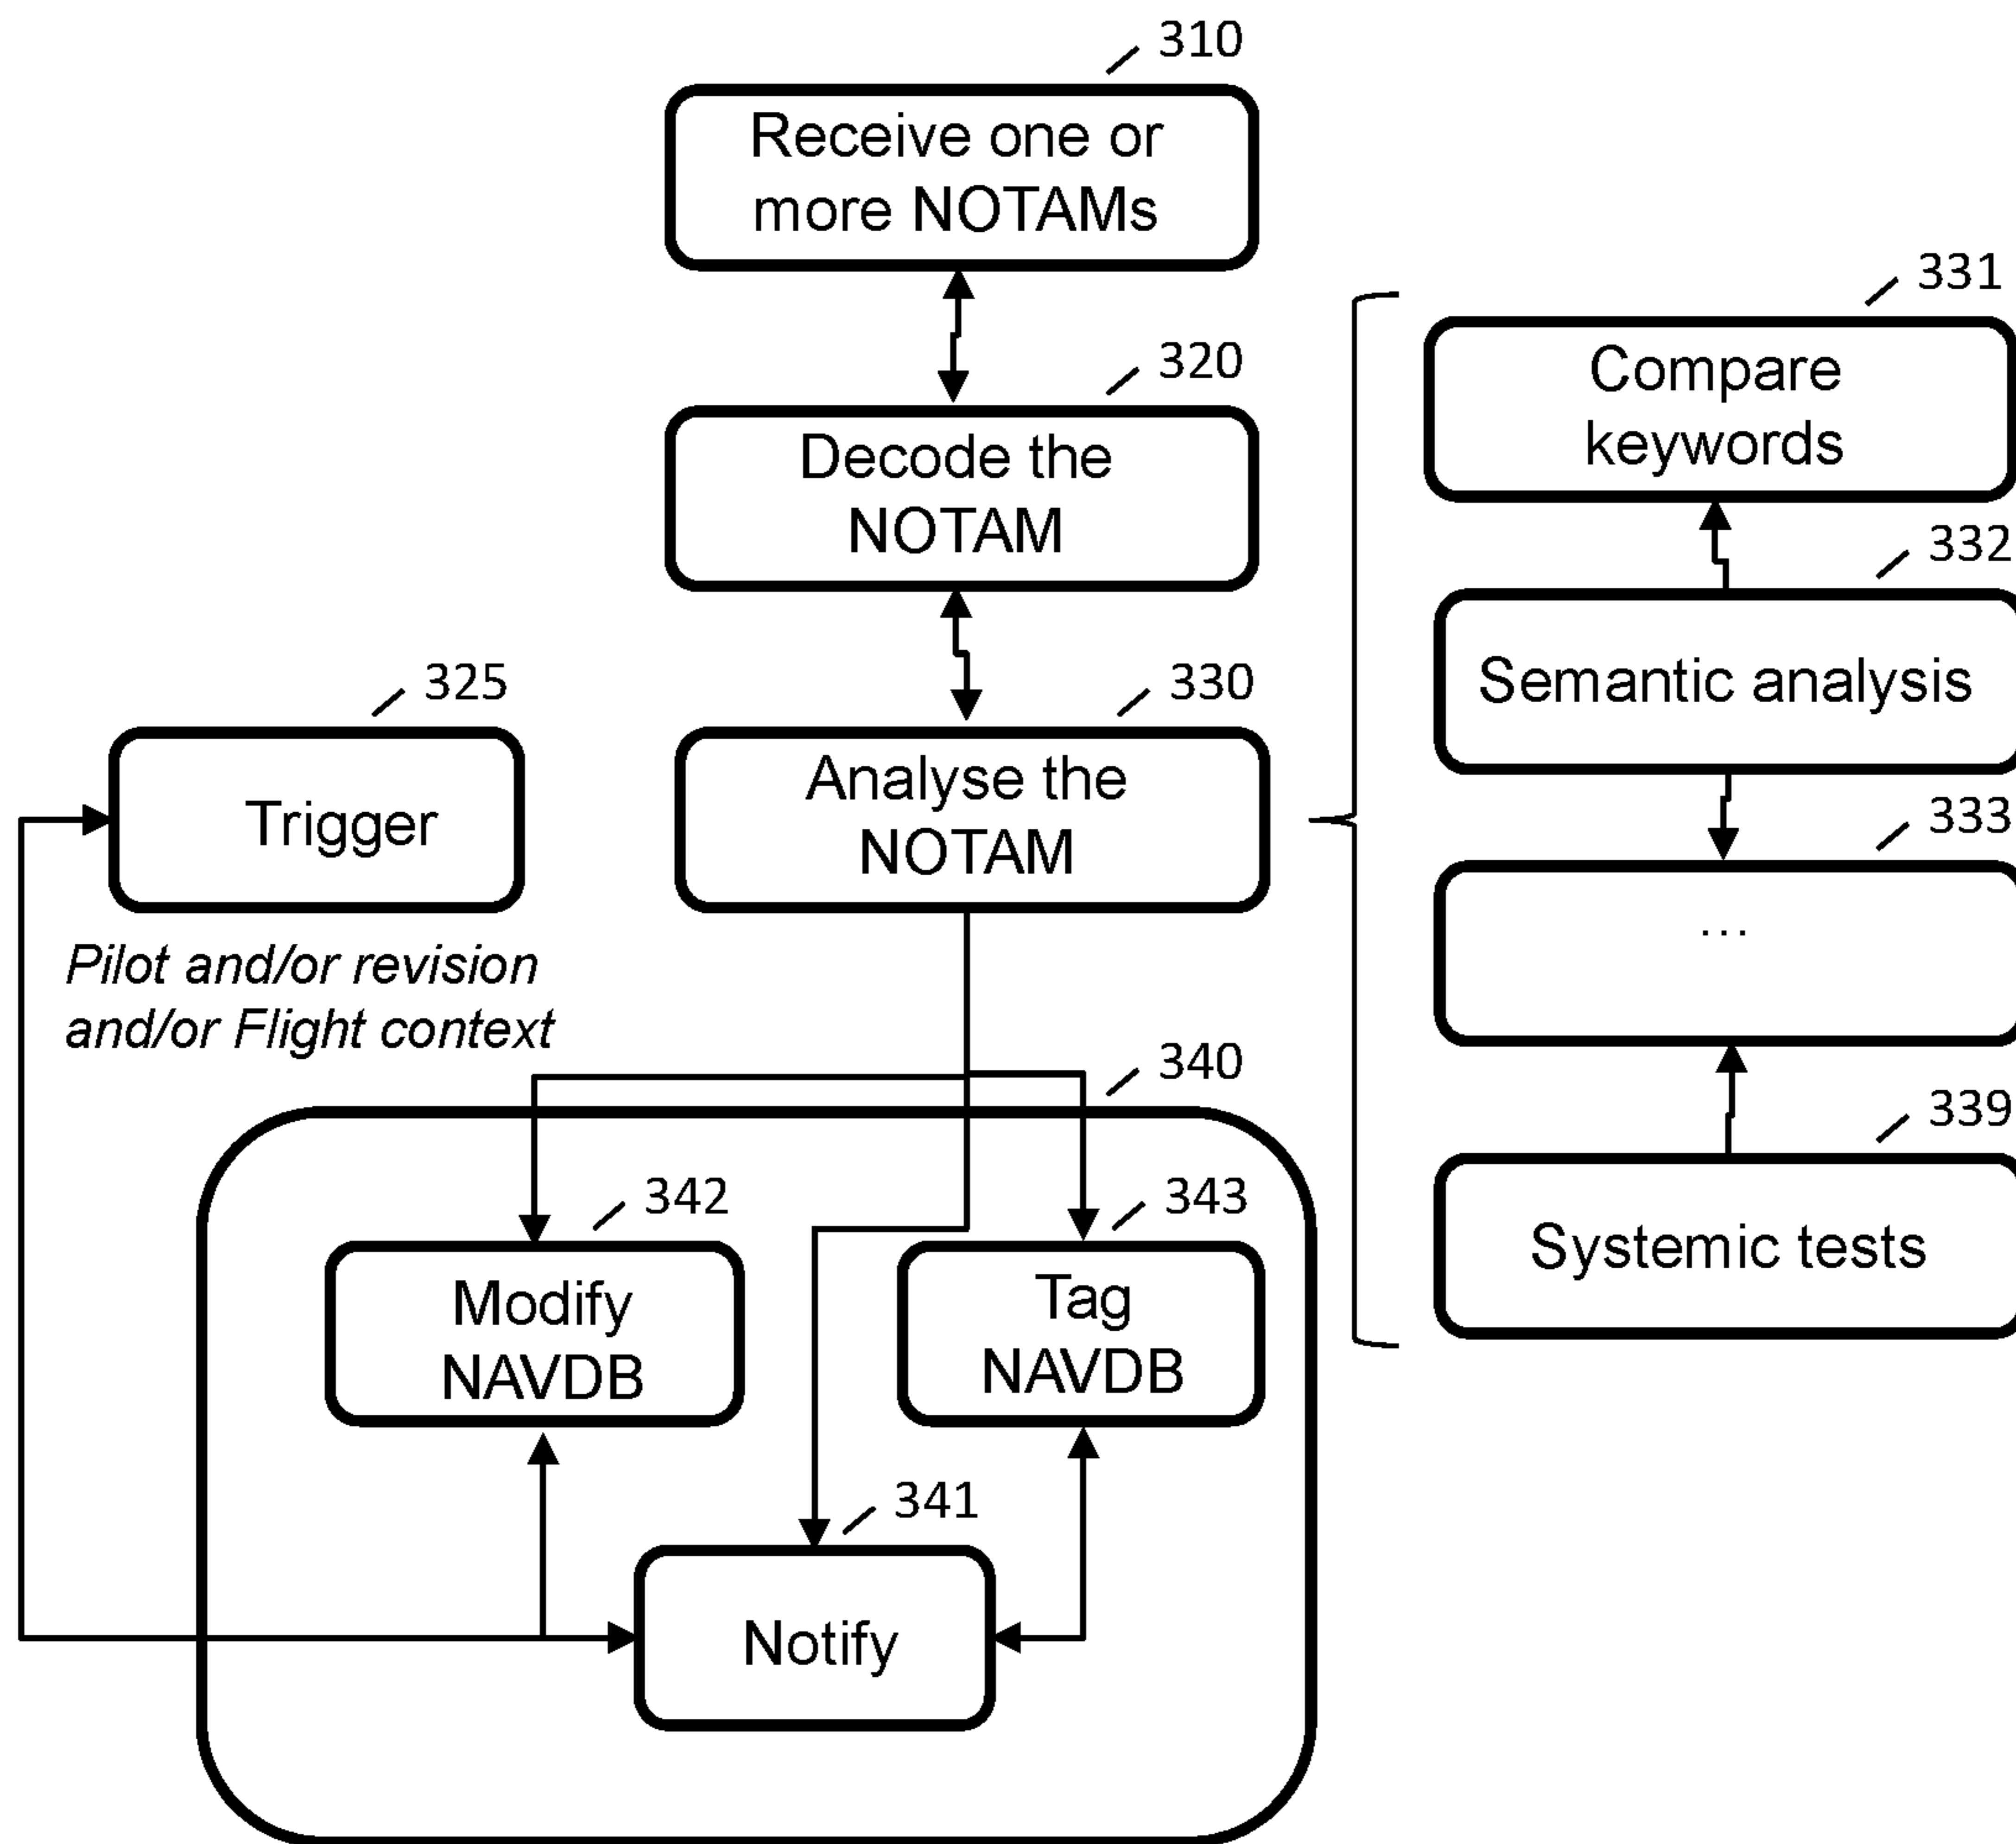 310
Receive one or
more NOTAMs
320
Decode the
NOTAM
325
Trigger
Pilot and/or revision
and/or Flight context
330
Analyse the
NOTAM
331
Compare
keywords
332
Semantic analysis
333
...
339
Systemic tests
340
342
Modify
NAVDB
343
Tag
NAVDB
341
Notify